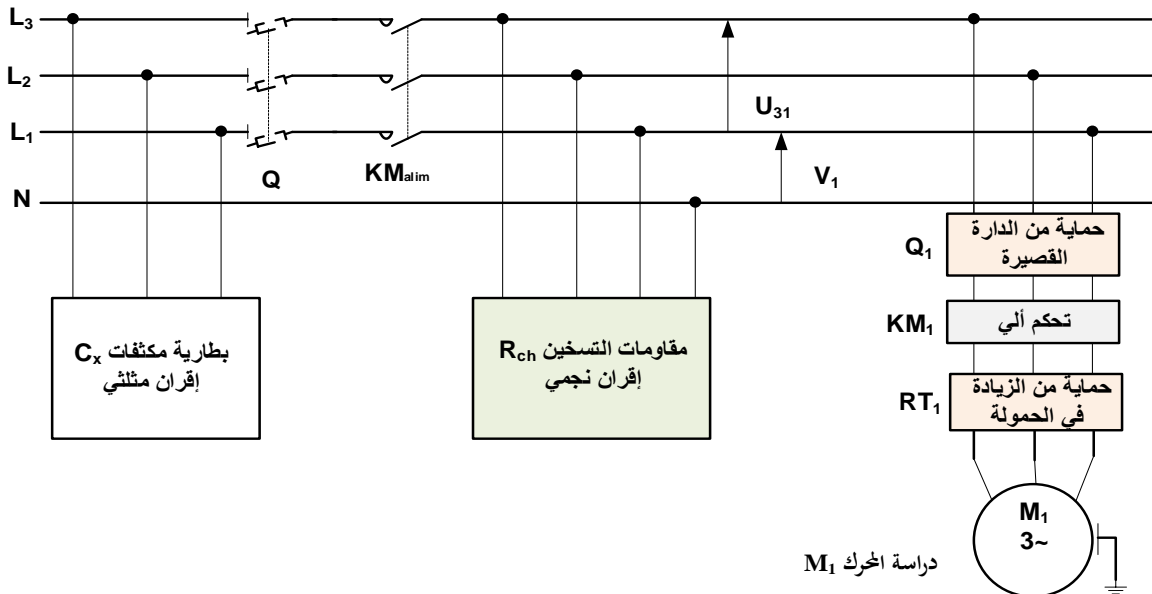 L3
L2
L1
N
Q
KMalim
U31
V1
بطارية مكثفات Cx
إقران مثلثي
مقاومات التسخين Rch
إقران نجمي
Q1
حماية من الدارة
القصيرة
KM1
تحكم ألي
RT1
حماية من الزيادة
في الحمولة
M1
3~
دراسة المحرك M1